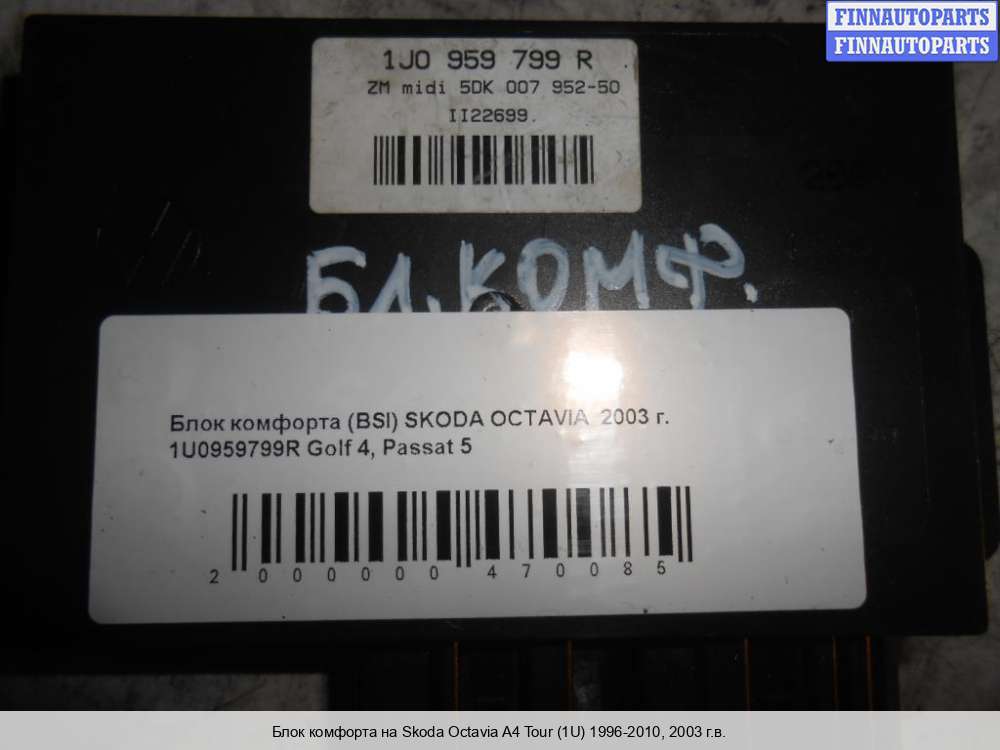 FINNAUTOPARTS
FINNAUTOPARTS
1J0 959 799 R
ZM midi 5DK 007 952-50
II22699.
БЛ.КОМФ.
Блок комфорта (BSI) SKODA OCTAVIA 2003 г.
1U0959799R Golf 4, Passat 5
2 000000 470085
Блок комфорта на Skoda Octavia A4 Tour (1U) 1996-2010, 2003 г.в.